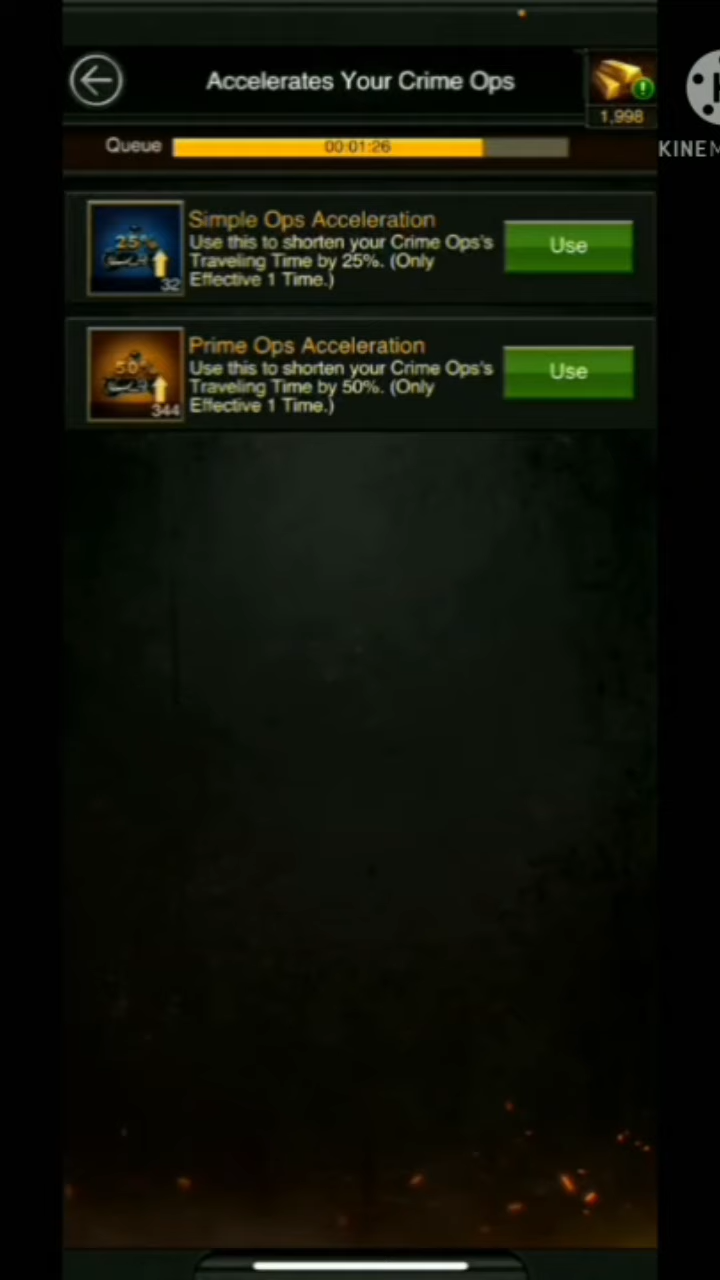 Accelerates Your Crime Ops
1,998
KINEM
Queue 00:01:26
Simple Ops Acceleration
Use this to shorten your Crime Ops's
Traveling Time by 25%. (Only
Effective 1 Time.)
25%
32
Use
Prime Ops Acceleration
Use this to shorten your Crime Ops's
Traveling Time by 50%. (Only
Effective 1 Time.)
50%
344
Use